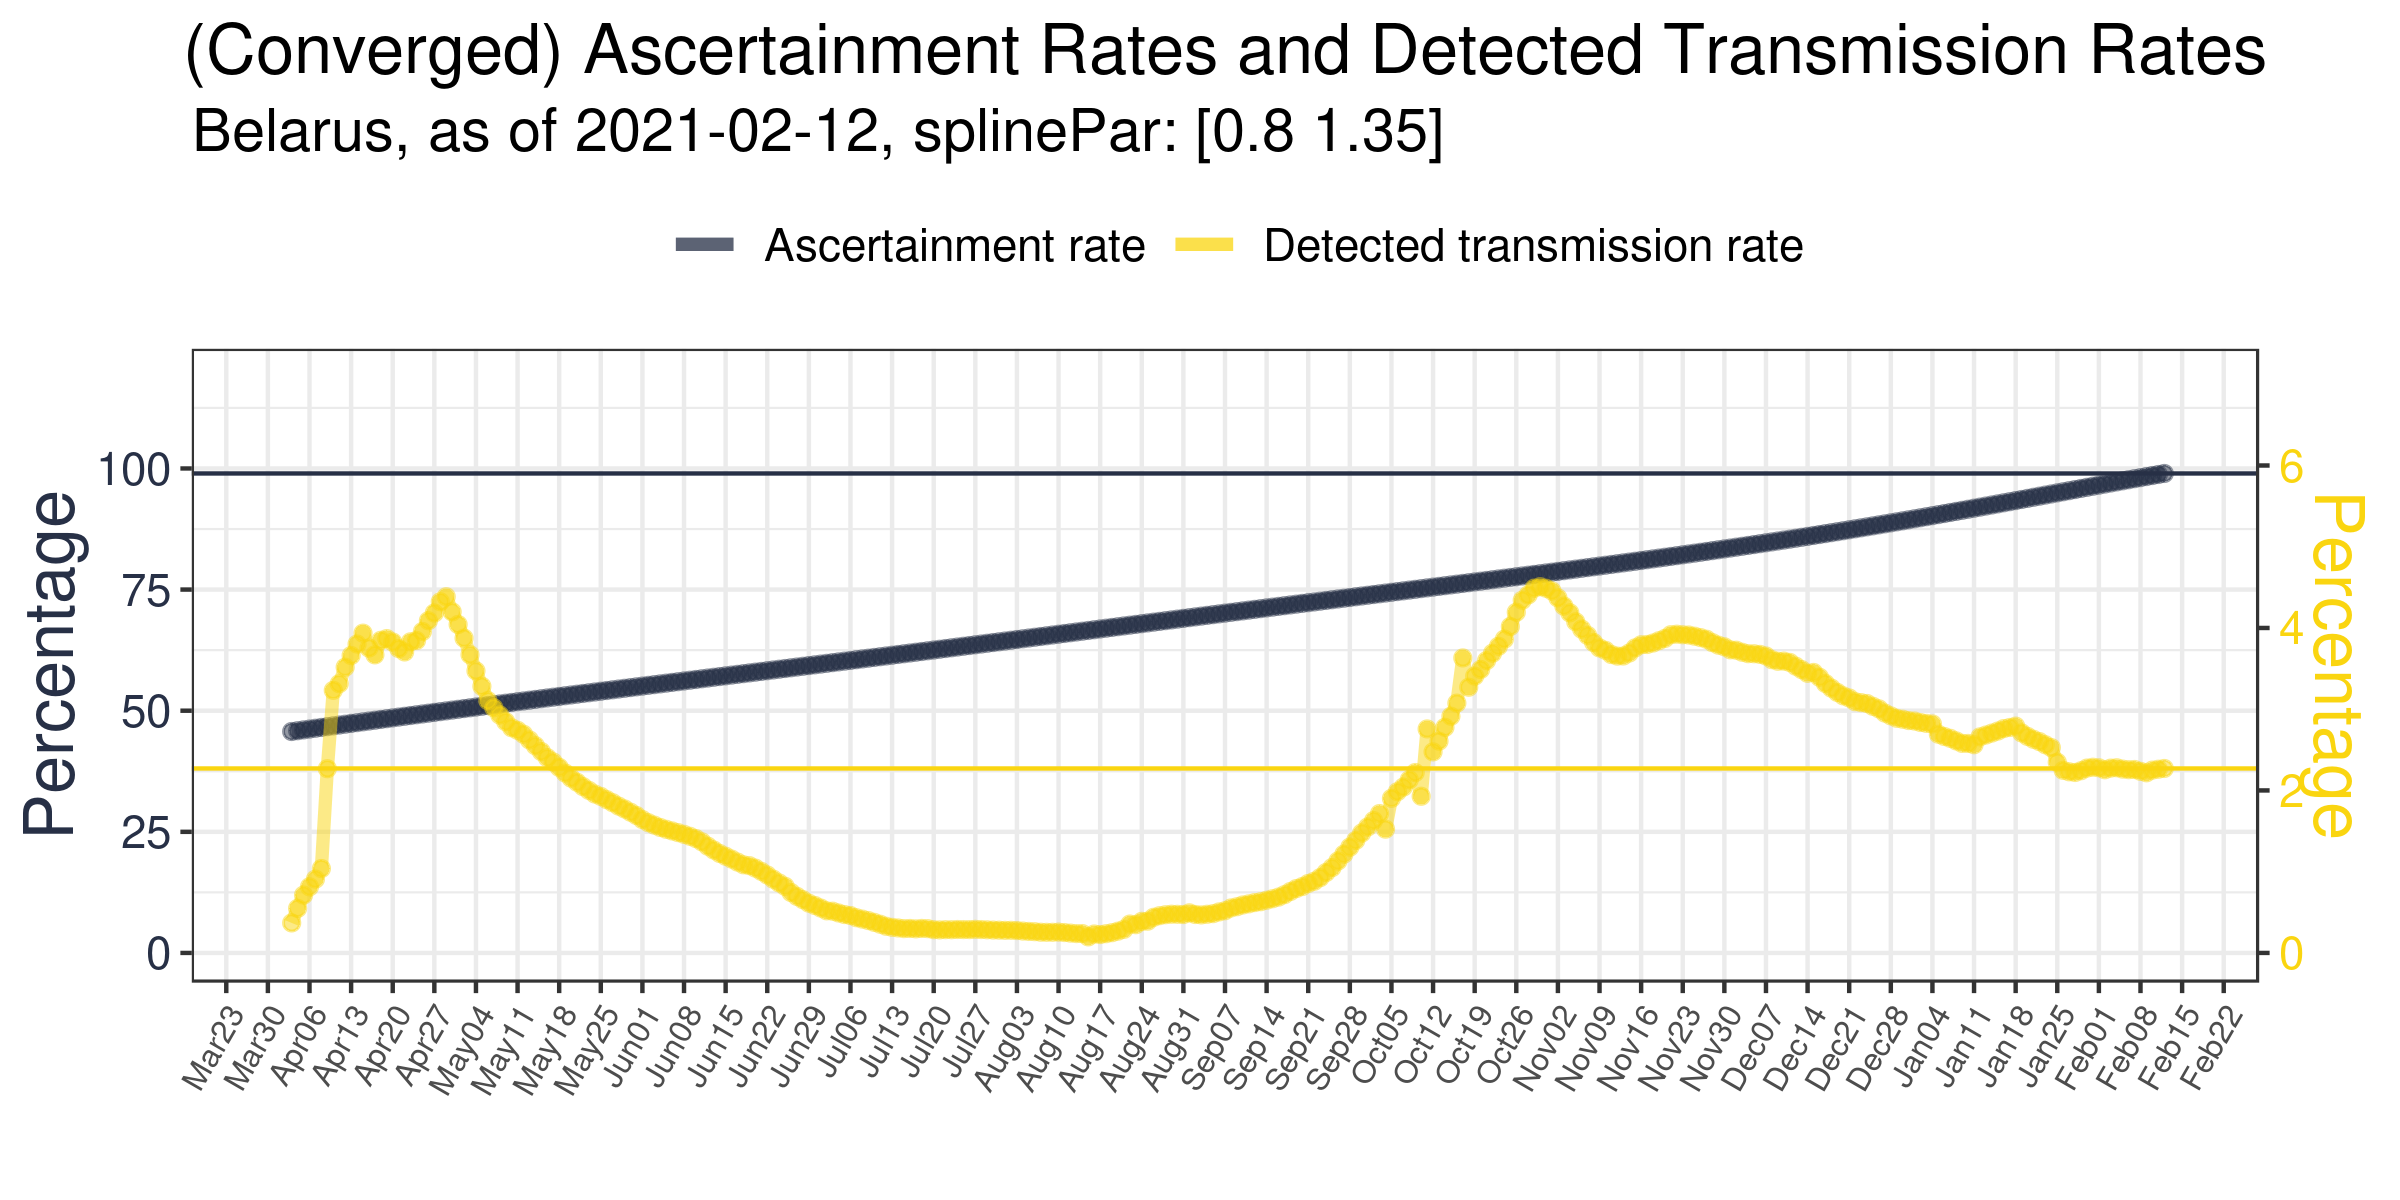 (Converged) Ascertainment Rates and Detected Transmission Rates
Belarus, as of 2021-02-12, splinePar: [0.8 1.35]
Ascertainment rate
Detected transmission rate
Percentage
100
75
50
25
0
6
4
2
0
Percentage
Mar23
Mar30
Apr06
Apr13
Apr20
Apr27
May04
May11
May18
May25
Jun01
Jun08
Jun15
Jun22
Jun29
Jul06
Jul13
Jul20
Jul27
Aug03
Aug10
Aug17
Aug24
Aug31
Sep07
Sep14
Sep21
Sep28
Oct05
Oct12
Oct19
Oct26
Nov02
Nov09
Nov16
Nov23
Nov30
Dec07
Dec14
Dec21
Dec28
Jan04
Jan11
Jan18
Jan25
Feb01
Feb08
Feb15
Feb22